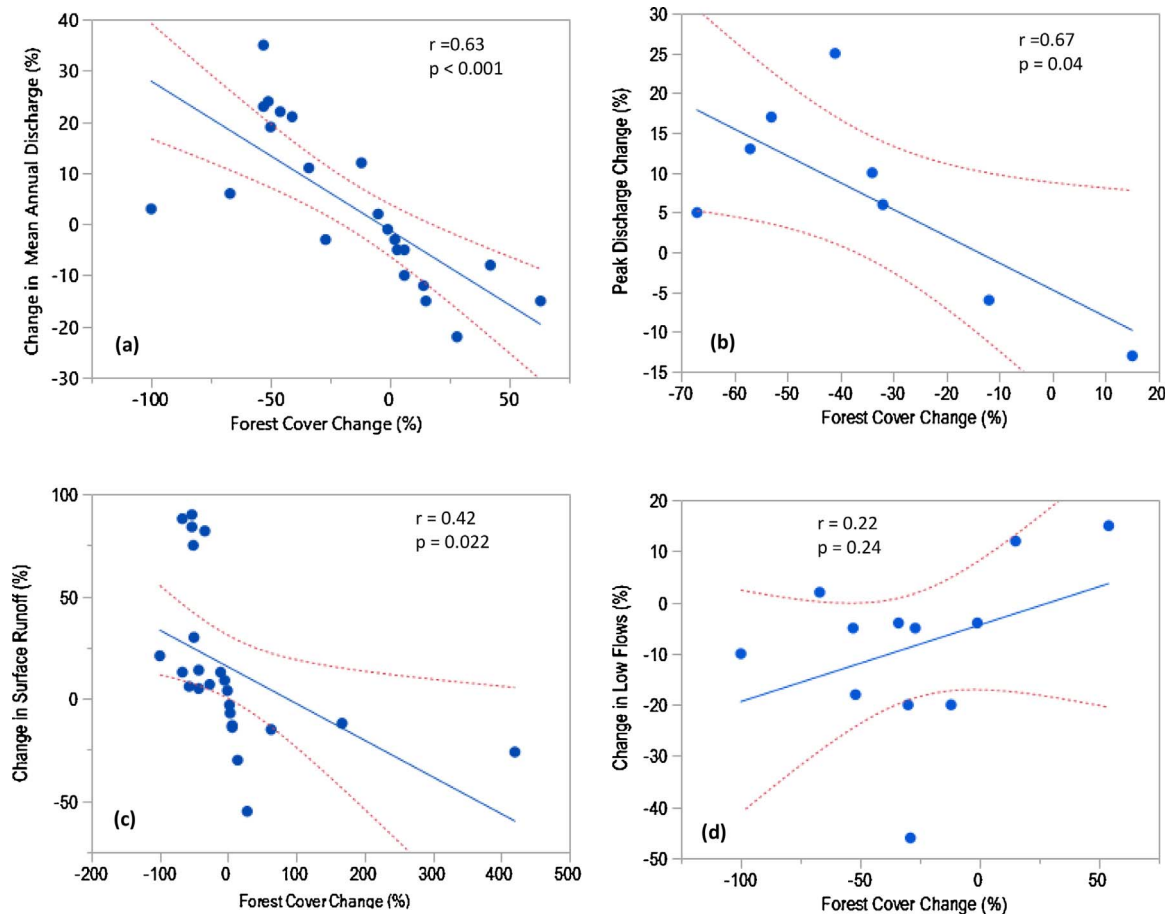 Change in Mean Annual Discharge (%)
40
30
20
10
0
-10
-20
-30
r =0.63
p < 0.001
(a)
-100
-50
0
50
Forest Cover Change (%)
Peak Discharge Change (%)
30
25
20
15
10
5
0
-5
-10
-15
r =0.67
p = 0.04
(b)
-70
-60
-50
-40
-30
-20
-10
0
10
20
Forest Cover Change (%)
Change in Surface Runoff (%)
100
50
0
-50
r = 0.42
p = 0.022
(c)
-200
-100
0
100
200
300
400
500
Forest Cover Change (%)
Change in Low Flows (%)
20
10
0
-10
-20
-30
-40
-50
r = 0.22
p = 0.24
(d)
-100
-50
0
50
Forest Cover Change (%)